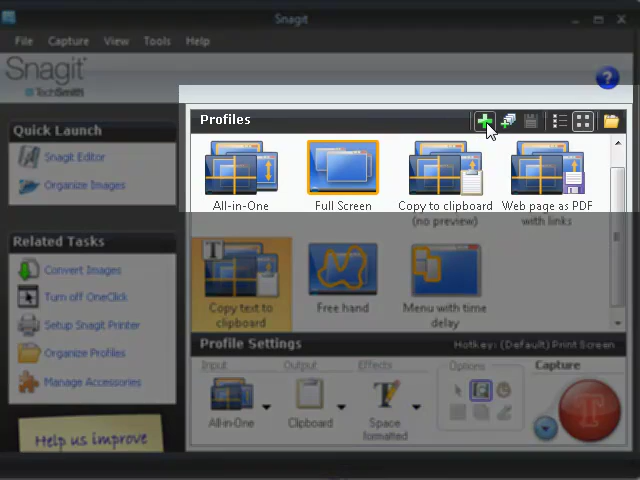 Snagit
File Capture View Tools Help
Snagit
TechSmith
?
Quick Launch
Snagit Editor
Organize Images
Related Tasks
Convert Images
Turn off OneClick
Setup Snagit Printer
Organize Profiles
Manage Accessories
Help us improve
Profiles
All-in-One
Full Screen
Copy to clipboard
(no preview)
Web page as PDF
with links
T
Copy text to
clipboard
Free hand
Menu with time
delay
Profile Settings
Hotkey: (Default) Print Screen
Input
Output
Effects
Options
Capture
All-in-One
Clipboard
T
Space
formatted
T